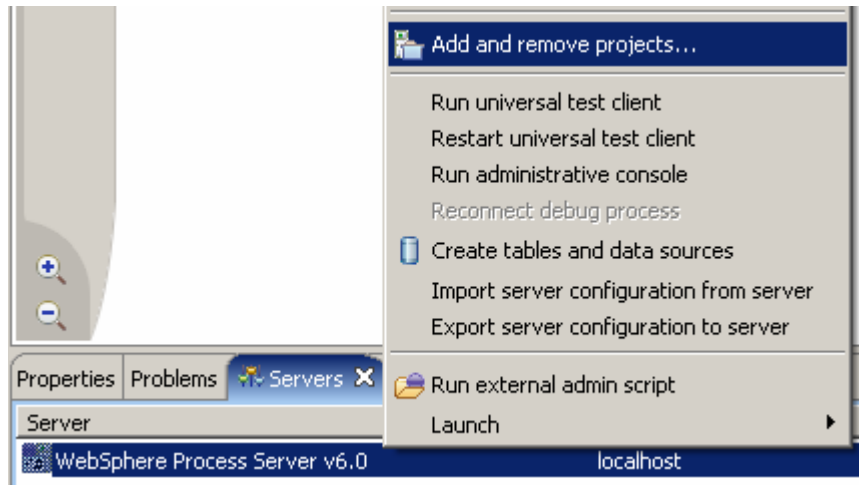 Add and remove projects...
Run universal test client
Restart universal test client
Run administrative console
Reconnect debug process
Create tables and data sources
Import server configuration from server
Export server configuration to server
Run external admin script
Launch
Properties Problems Servers
Server
WebSphere Process Server v6.0 localhost